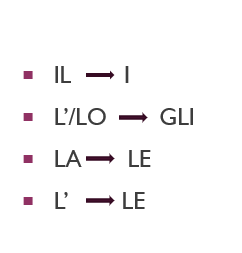 ▪ IL → I
▪ L'/LO → GLI
▪ LA → LE
▪ L' → LE